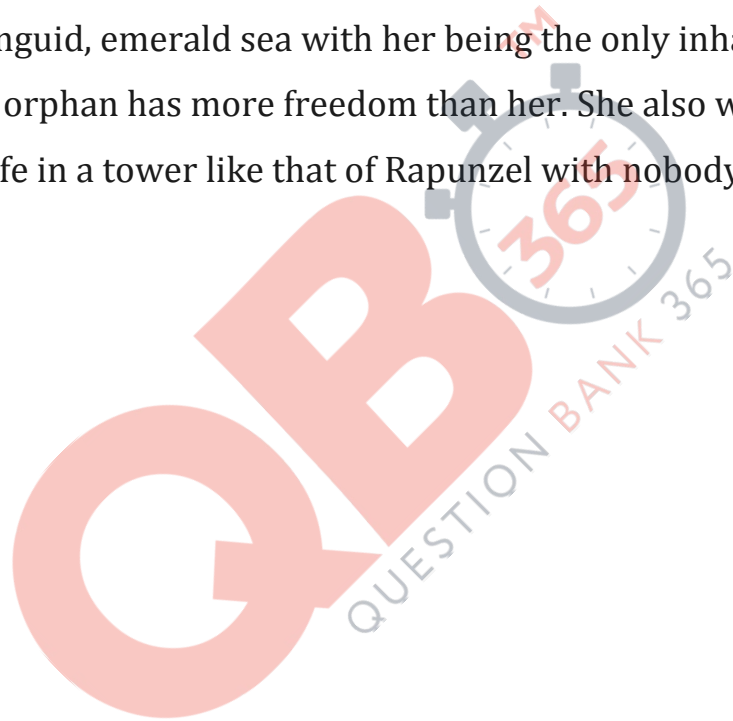 nguid, emerald sea with her being the only inha
orphan has more freedom than her. She also w
fe in a tower like that of Rapunzel with nobody
TM
365
QB
QUESTION BANK 365